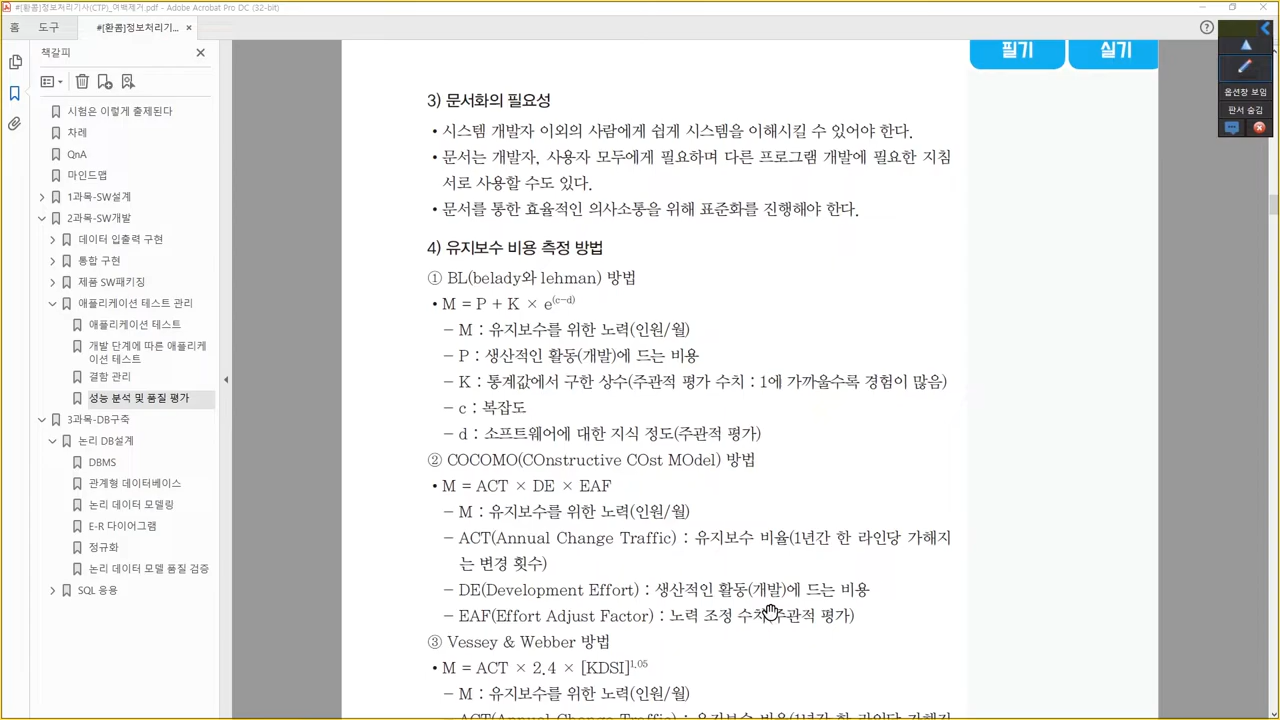 #[환콤]정보처리기사(CTP)_여백제거.pdf - Adobe Acrobat Pro DC (32-bit)
홈 도구 #[환콤]정보처리기... ×
책갈피
시험은 이렇게 출제된다
차례
QnA
마인드맵
1과목-SW설계
2과목-SW개발
데이터 입출력 구현
통합 구현
제품 SW패키징
애플리케이션 테스트 관리
애플리케이션 테스트
개발 단계에 따른 애플리케
이션 테스트
결함 관리
성능 분석 및 품질 평가
3과목-DB구축
논리 DB설계
DBMS
관계형 데이터베이스
논리 데이터 모델링
E-R 다이어그램
정규화
논리 데이터 모델 품질 검증
SQL 응용
필기 실기
3) 문서화의 필요성
• 시스템 개발자 이외의 사람에게 쉽게 시스템을 이해시킬 수 있어야 한다.
• 문서는 개발자, 사용자 모두에게 필요하며 다른 프로그램 개발에 필요한 지침
서로 사용할 수도 있다.
• 문서를 통한 효율적인 의사소통을 위해 표준화를 진행해야 한다.
4) 유지보수 비용 측정 방법
① BL(belady와 lehman) 방법
• M = P + K × e(c-d)
- M : 유지보수를 위한 노력(인원/월)
- P : 생산적인 활동(개발)에 드는 비용
- K : 통계값에서 구한 상수(주관적 평가 수치 : 1에 가까울수록 경험이 많음)
- c : 복잡도
- d : 소프트웨어에 대한 지식 정도(주관적 평가)
② COCOMO(COnstructive COst MOdel) 방법
• M = ACT × DE × EAF
- M : 유지보수를 위한 노력(인원/월)
- ACT(Annual Change Traffic) : 유지보수 비율(1년간 한 라인당 가해지
는 변경 횟수)
- DE(Development Effort) : 생산적인 활동(개발)에 드는 비용
- EAF(Effort Adjust Factor) : 노력 조정 수치(주관적 평가)
③ Vessey & Webber 방법
• M = ACT × 2.4 × [KDSI]1.05
- M : 유지보수를 위한 노력(인원/월)
- ACT(Annual Change Traffic) : 유지보수 비율(1년간 한 라인당 가해지
옵션창 보임
판서 숨김